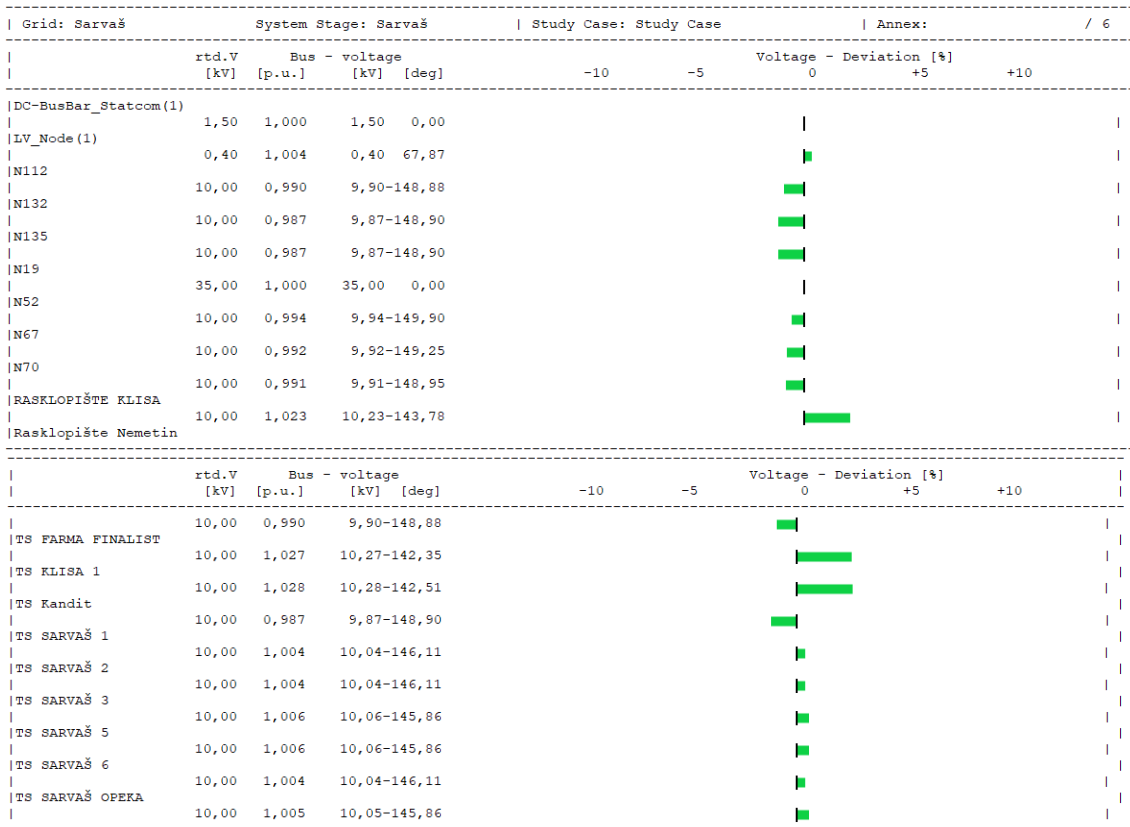 | Grid: Sarvaš System Stage: Sarvaš | Study Case: Study Case | Annex: / 6
| rtd.V Bus - voltage Voltage - Deviation [%]
| [kV] [p.u.] [kV] [deg] -10 -5 0 +5 +10
|DC-BusBar_Statcom(1)
| 1,50 1,000 1,50 0,00 |
|LV_Node(1)
| 0,40 1,004 0,40 67,87 |
|N112
| 10,00 0,990 9,90-148,88 |
|N132
| 10,00 0,987 9,87-148,90 |
|N135
| 10,00 0,987 9,87-148,90 |
|N19
| 35,00 1,000 35,00 0,00 |
|N52
| 10,00 0,994 9,94-149,90 |
|N67
| 10,00 0,992 9,92-149,25 |
|N70
| 10,00 0,991 9,91-148,95 |
|RASKLOPIŠTE KLISA
| 10,00 1,023 10,23-143,78 |
|Rasklopište Nemetin
| rtd.V Bus - voltage Voltage - Deviation [%] |
| [kV] [p.u.] [kV] [deg] -10 -5 0 +5 +10 |
| 10,00 0,990 9,90-148,88 |
|TS FARMA FINALIST |
| 10,00 1,027 10,27-142,35 |
|TS KLISA 1 |
| 10,00 1,028 10,28-142,51 |
|TS Kandit |
| 10,00 0,987 9,87-148,90 |
|TS SARVAŠ 1 |
| 10,00 1,004 10,04-146,11 |
|TS SARVAŠ 2 |
| 10,00 1,004 10,04-146,11 |
|TS SARVAŠ 3 |
| 10,00 1,006 10,06-145,86 |
|TS SARVAŠ 5 |
| 10,00 1,006 10,06-145,86 |
|TS SARVAŠ 6 |
| 10,00 1,004 10,04-146,11 |
|TS SARVAŠ OPEKA |
| 10,00 1,005 10,05-145,86 |